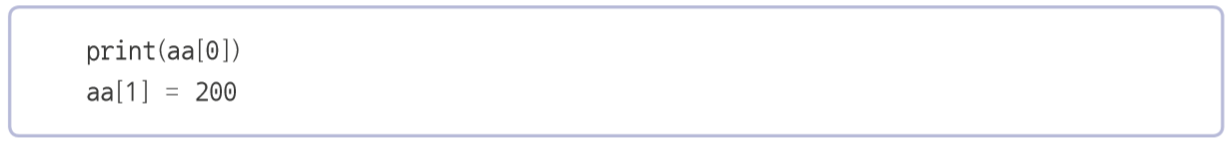 print(aa[0])
aa[1] = 200